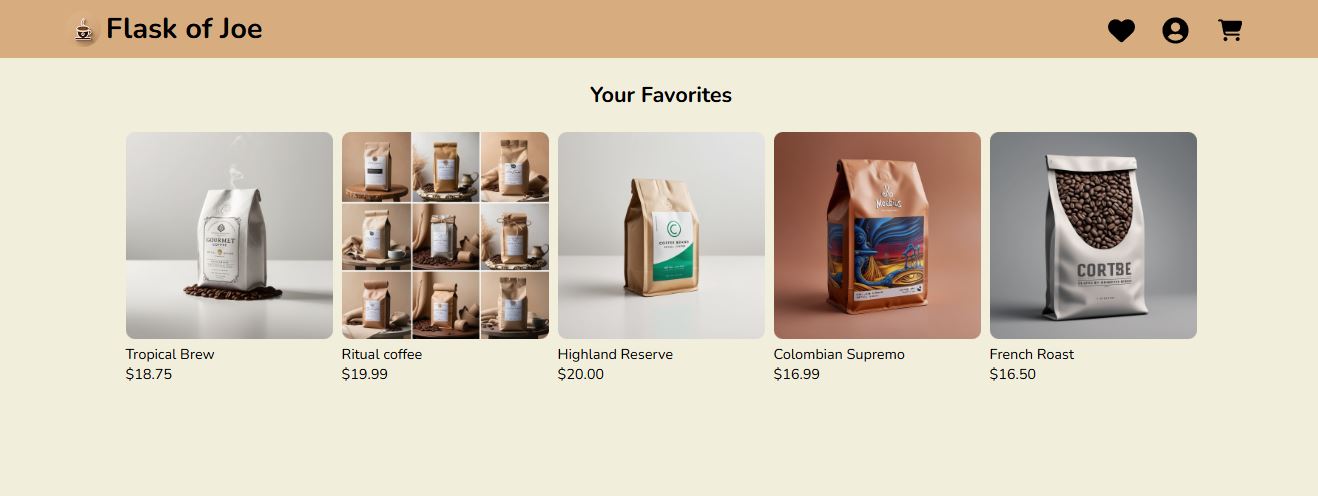 Flask of Joe
Your Favorites
GOURMET
COFFEE
Moebius
CORTBE
Tropical Brew
Ritual coffee
Highland Reserve
Colombian Supremo
French Roast
$18.75
$19.99
$20.00
$16.99
$16.50